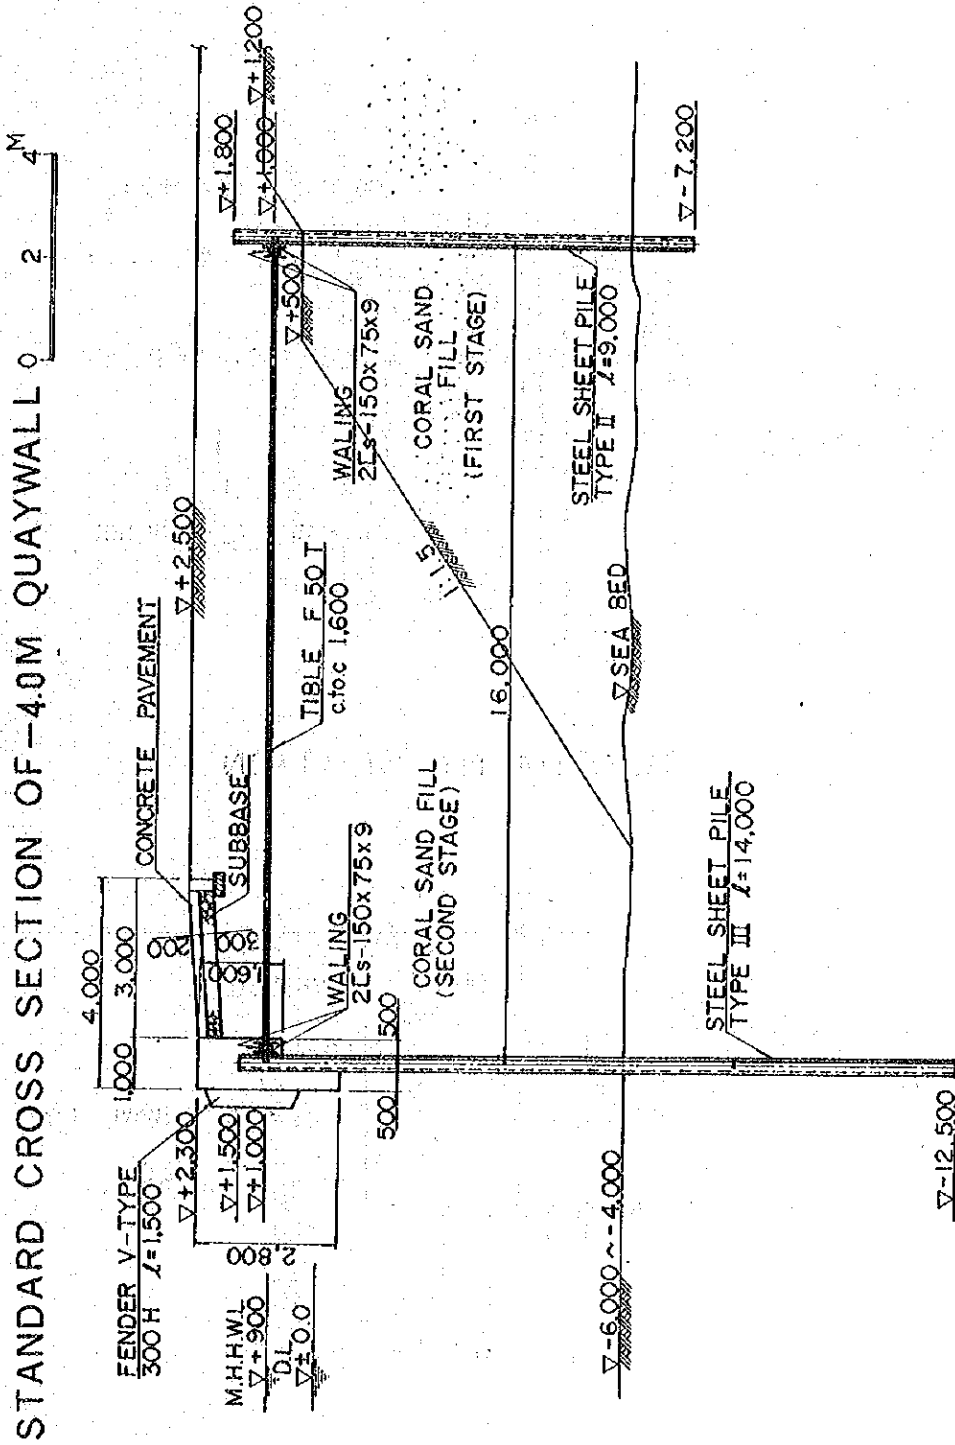 STANDARD CROSS SECTION OF -4.0M QUAYWALL
0 2 4 M
FENDER V-TYPE
300 H ℓ=1,500
4,000
1,000 3,000
CONCRETE PAVEMENT
▽+2,500
▽+2,300
▽+1,500
▽+1,000
200
300
1,600
SUBBASE
2,800
M.H.H.W.L
▽+900
D.L
▽±0.0
TIBLE F 50T
c.to.c 1,600
▽+1,800
▽+1,000
▽+1,200
▽+500
WALING
2[s-150x75x9
WALING
2[s-150x75x9
500 500
CORAL SAND FILL
(SECOND STAGE)
1:1.5
CORAL SAND
FILL
(FIRST STAGE)
16,000
STEEL SHEET PILE
TYPE II ℓ=9,000
▽-6,000~-4,000
▽SEA BED
▽-7,200
STEEL SHEET PILE
TYPE III ℓ=14,000
▽-12,500